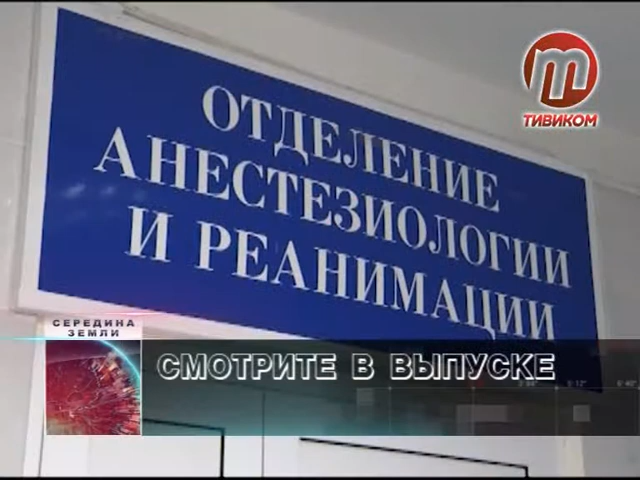 ТИВИКОМ
ОТДЕЛЕНИЕ
АНЕСТЕЗИОЛОГИИ
И РЕАНИМАЦИИ
СЕРЕДИНА
ЗЕМЛИ
СМОТРИТЕ В ВЫПУСКЕ